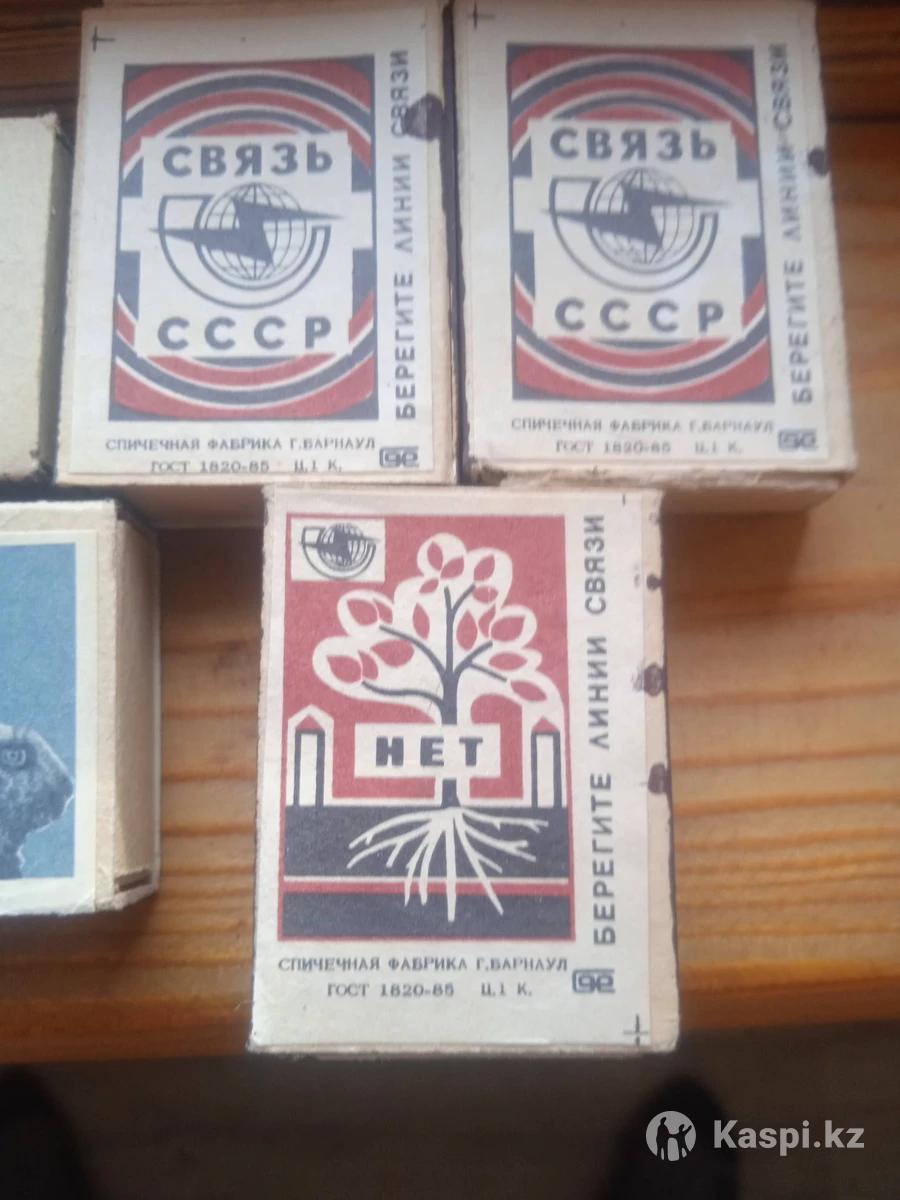 СВЯЗЬ
СССР
БЕРЕГИТЕ ЛИНИИ СВЯЗИ
СПИЧЕЧНАЯ ФАБРИКА Г.БАРНАУЛ
ГОСТ 1820-85 Ц.1 К.
СВЯЗЬ
СССР
БЕРЕГИТЕ ЛИНИИ СВЯЗИ
СПИЧЕЧНАЯ ФАБРИКА Г.БАРНАУЛ
ГОСТ 1820-85 Ц.1 К.
НЕТ
БЕРЕГИТЕ ЛИНИИ СВЯЗИ
СПИЧЕЧНАЯ ФАБРИКА Г.БАРНАУЛ
ГОСТ 1820-85 Ц.1 К.
Kaspi.kz